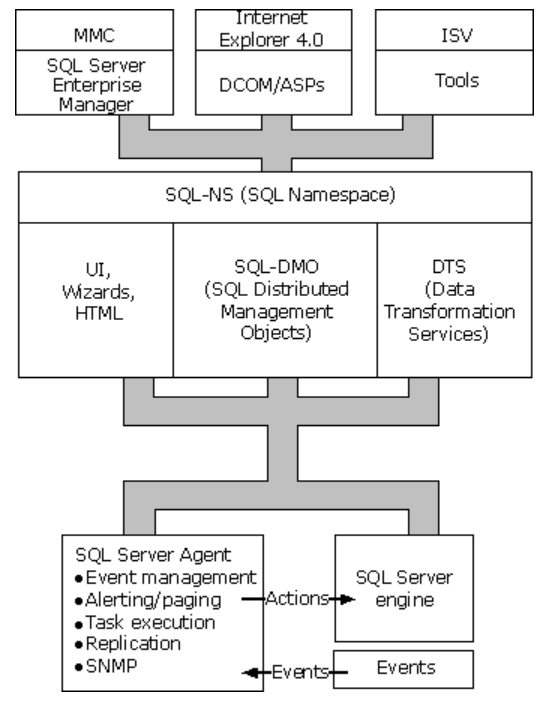 MMC
SQL Server
Enterprise
Manager
Internet
Explorer 4.0
DCOM/ASPs
ISV
Tools
SQL-NS (SQL Namespace)
UI,
Wizards,
HTML
SQL-DMO
(SQL Distributed
Management
Objects)
DTS
(Data
Transformation
Services)
SQL Server Agent
●Event management
●Alerting/paging
●Task execution
●Replication
●SNMP
Actions
Events
SQL Server
engine
Events